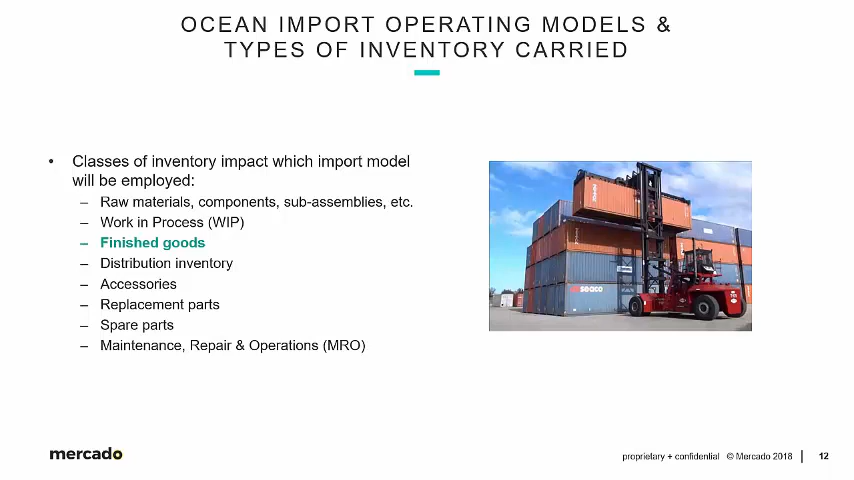 OCEAN IMPORT OPERATING MODELS &
TYPES OF INVENTORY CARRIED
• Classes of inventory impact which import model
will be employed:
– Raw materials, components, sub-assemblies, etc.
– Work in Process (WIP)
– Finished goods
– Distribution inventory
– Accessories
– Replacement parts
– Spare parts
– Maintenance, Repair & Operations (MRO)
seaco
mercado
proprietary + confidential © Mercado 2018 | 12